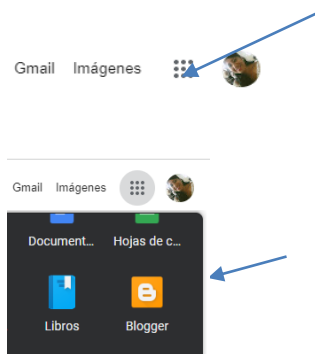 Gmail Imágenes
Gmail Imágenes
Document... Hojas de c...
Libros Blogger